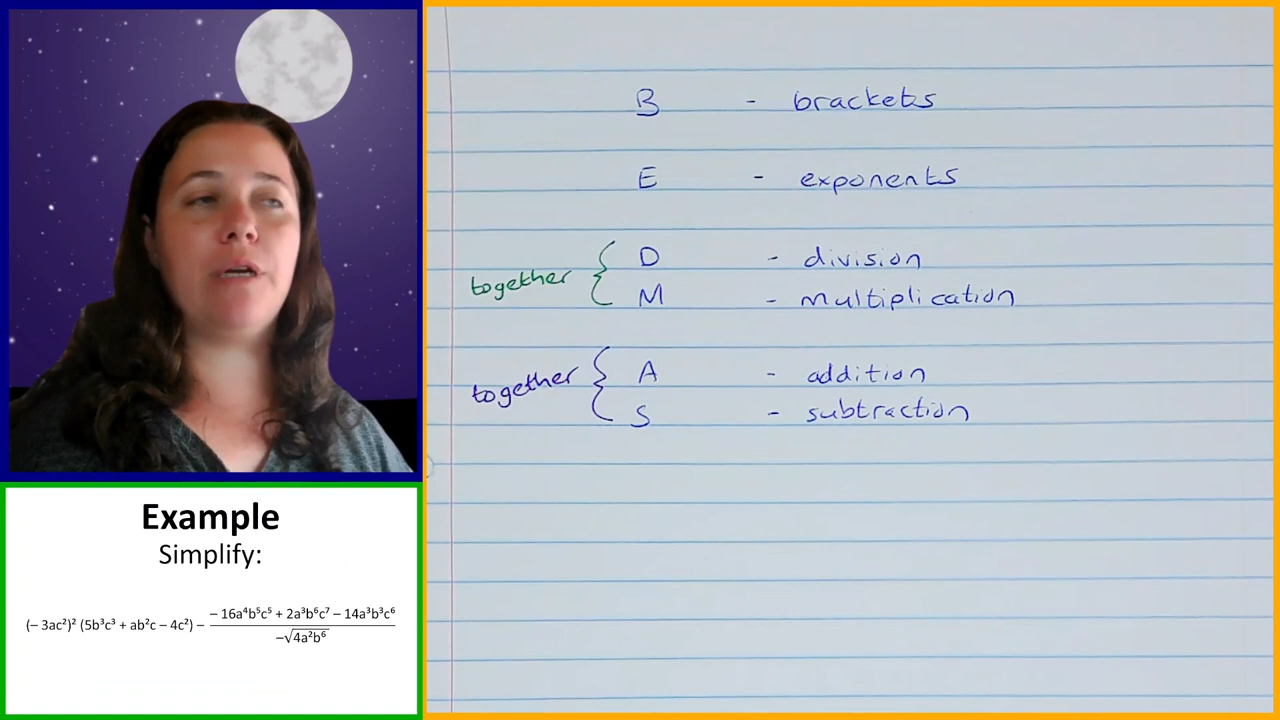 B - brackets
E - exponents
together { D - division
M - multiplication
together { A - addition
S - subtraction
Example
Simplify:
(– 3ac²)² (5b³c³ + ab²c – 4c²) – – 16a⁴b⁵c⁵ + 2a³b⁶c⁷ – 14a³b³c⁶
–√4a²b⁶